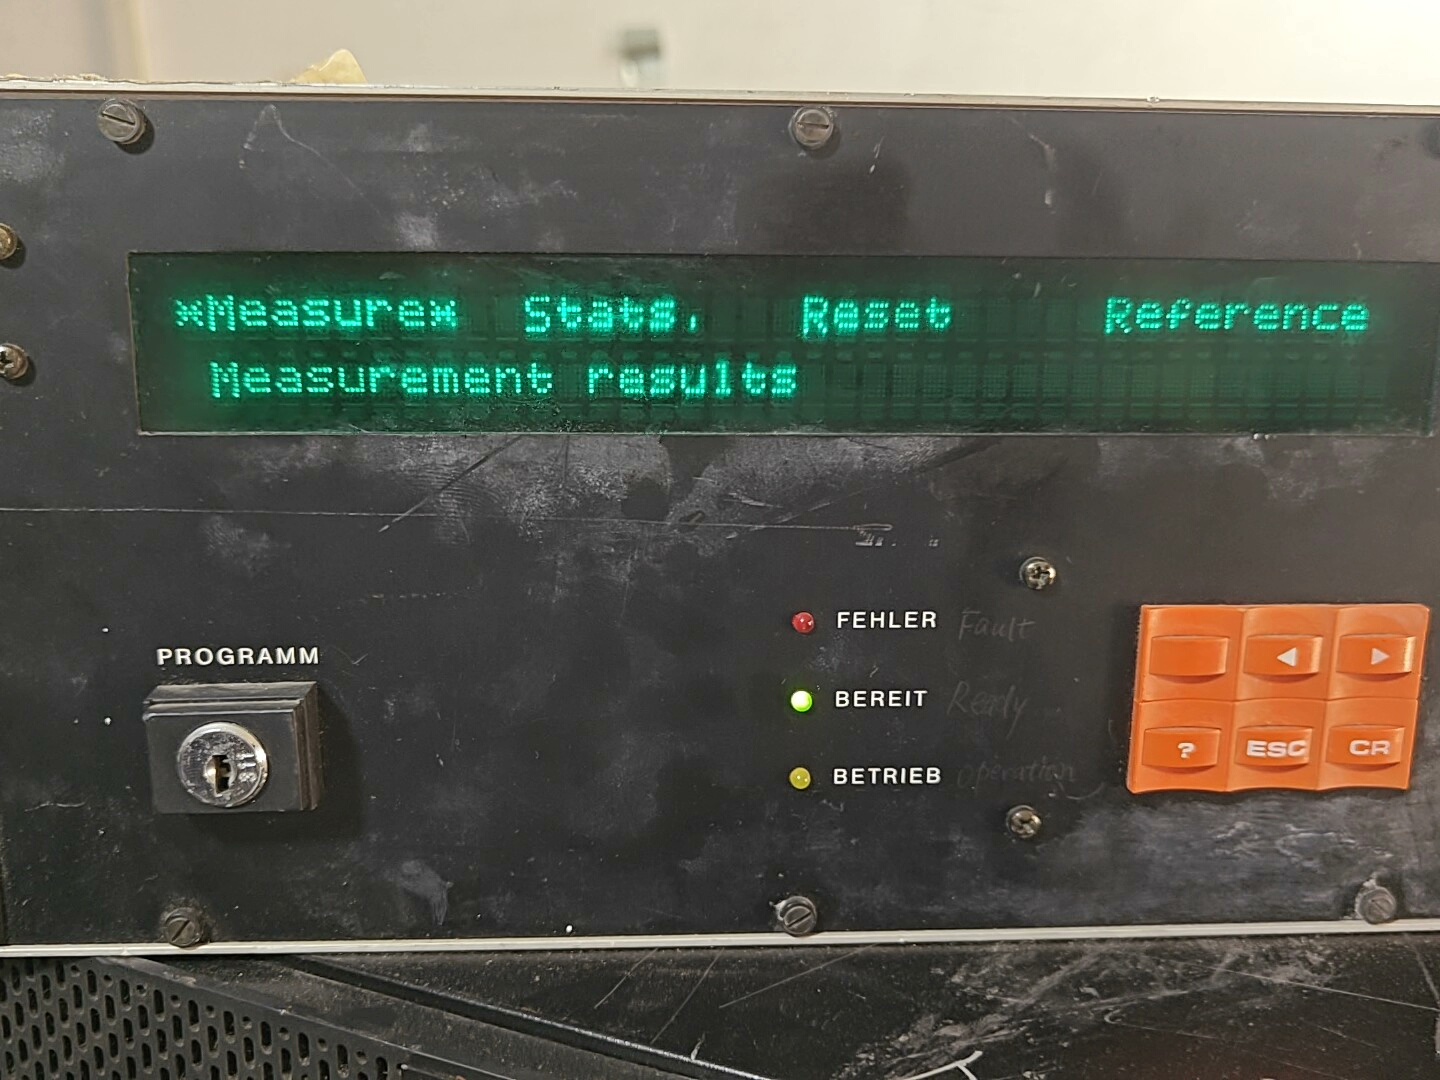 *Measure* Stats. Reset Reference
Measurement results
PROGRAMM
FEHLER Fault
BEREIT Ready
BETRIEB Operation
◄ ►
? ESC CR